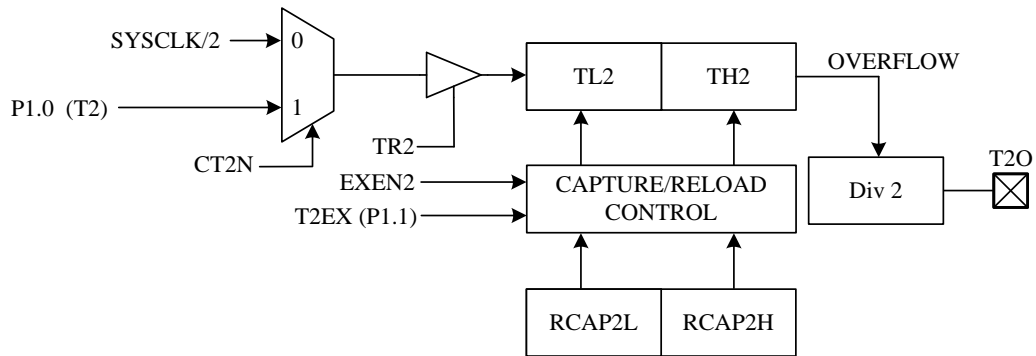 SYSCLK/2
0
P1.0 (T2)
1
CT2N
TR2
TL2
TH2
OVERFLOW
EXEN2
T2EX (P1.1)
CAPTURE/RELOAD
CONTROL
Div 2
T2O
RCAP2L
RCAP2H